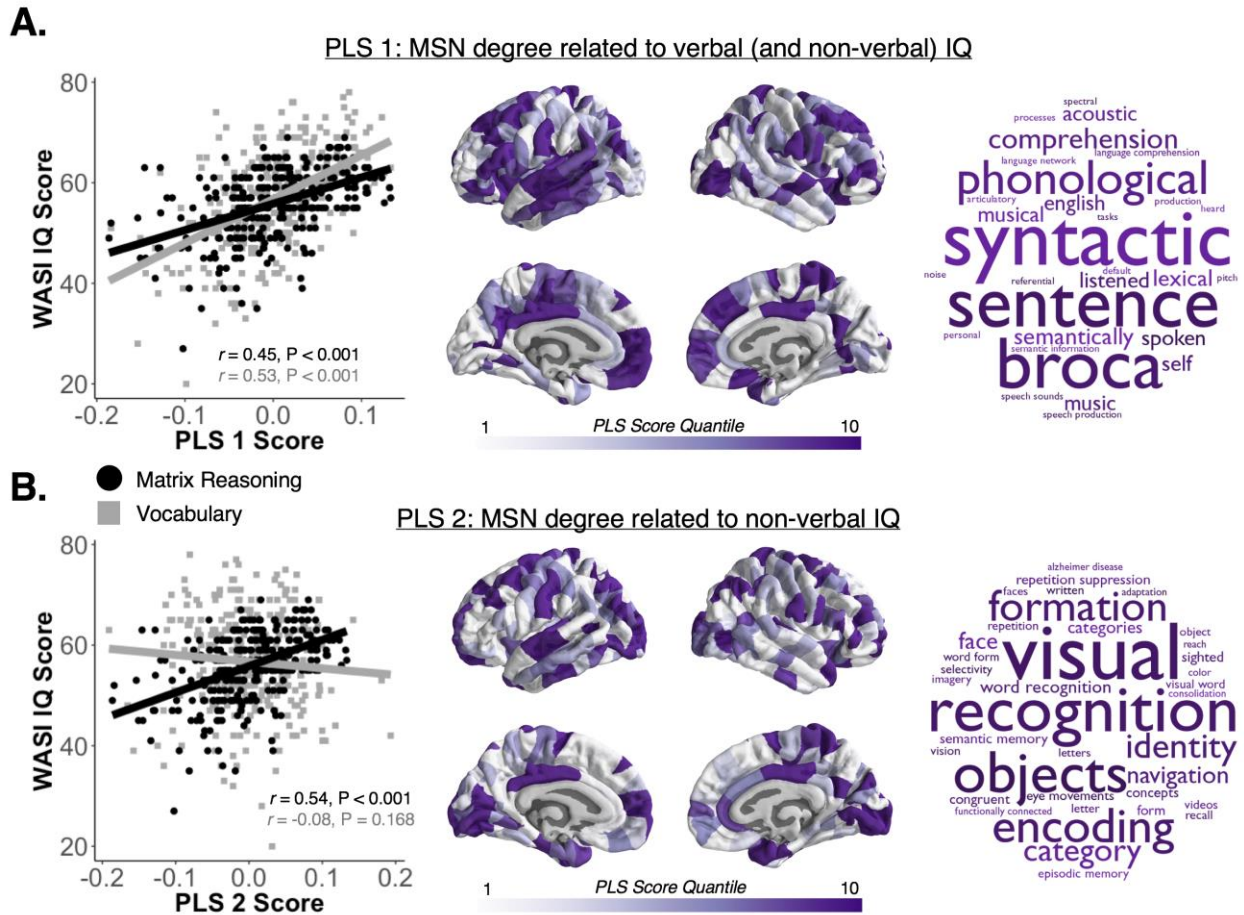 A.
PLS 1: MSN degree related to verbal (and non-verbal) IQ
80
60
40
20
WASI IQ Score
r = 0.45, P < 0.001
r = 0.53, P < 0.001
-0.2 -0.1 0.0 0.1
PLS 1 Score
1 PLS Score Quantile 10
spectral
processes acoustic
comprehension
language network language comprehension
phonological
articulatory english production
musical tasks heard
syntactic
noise referential default listened lexical pitch
sentence
personal semantically spoken
semantic information
broca self
speech sounds music
speech production
B.
Matrix Reasoning
Vocabulary
PLS 2: MSN degree related to non-verbal IQ
80
60
40
20
WASI IQ Score
r = 0.54, P < 0.001
r = -0.08, P = 0.168
-0.2 -0.1 0.0 0.1 0.2
PLS 2 Score
1 PLS Score Quantile 10
alzheimer disease
repetition suppression
faces written adaptation
formation
repetition categories
face visual object
word form reach
selectivity sighted
imagery color
word recognition visual word
consolidation
recognition
semantic memory identity
vision letters
objects navigation
congruent eye movements concepts
functionally connected letter form videos
recall
encoding
category
episodic memory